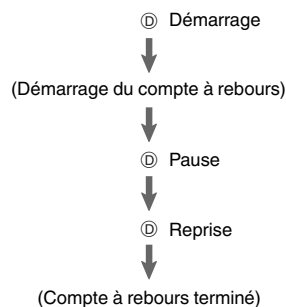 Ⓓ Démarrage
(Démarrage du compte à rebours)
Ⓓ Pause
Ⓓ Reprise
(Compte à rebours terminé)